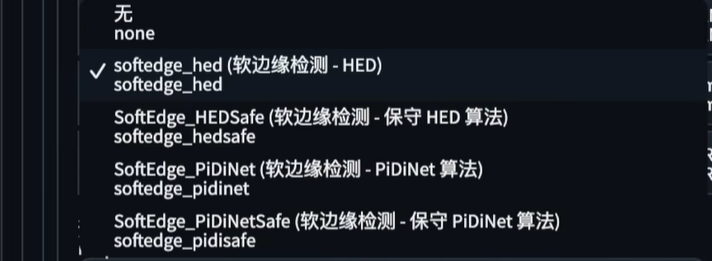 无
none
softedge_hed (软边缘检测 - HED)
softedge_hed
SoftEdge_HEDSafe (软边缘检测 - 保守 HED 算法)
softedge_hedsafe
SoftEdge_PiDiNet (软边缘检测 - PiDiNet 算法)
softedge_pidinet
SoftEdge_PiDiNetSafe (软边缘检测 - 保守 PiDiNet 算法)
softedge_pidisafe